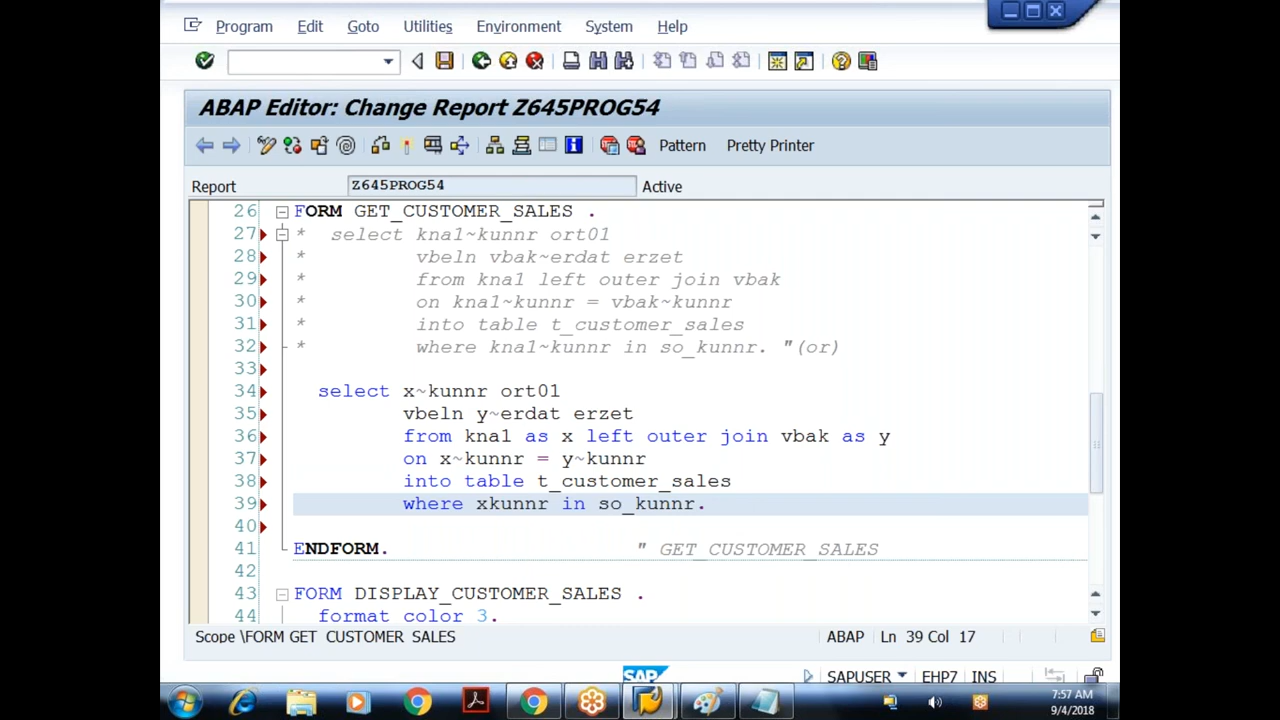 Program Edit Goto Utilities Environment System Help
ABAP Editor: Change Report Z645PROG54
Pattern Pretty Printer
Report Z645PROG54 Active
26 FORM GET_CUSTOMER_SALES .
27 * select kna1~kunnr ort01
28 * vbeln vbak~erdat erzet
29 * from kna1 left outer join vbak
30 * on kna1~kunnr = vbak~kunnr
31 * into table t_customer_sales
32 * where kna1~kunnr in so_kunnr. "(or)
33
34 select x~kunnr ort01
35 vbeln y~erdat erzet
36 from kna1 as x left outer join vbak as y
37 on x~kunnr = y~kunnr
38 into table t_customer_sales
39 where xkunnr in so_kunnr.
40
41 ENDFORM. " GET_CUSTOMER_SALES
42
43 FORM DISPLAY_CUSTOMER_SALES .
44 format color 3.
Scope \FORM GET_CUSTOMER_SALES ABAP Ln 39 Col 17
SAP SAPUSER EHP7 INS
7:57 AM
9/4/2018